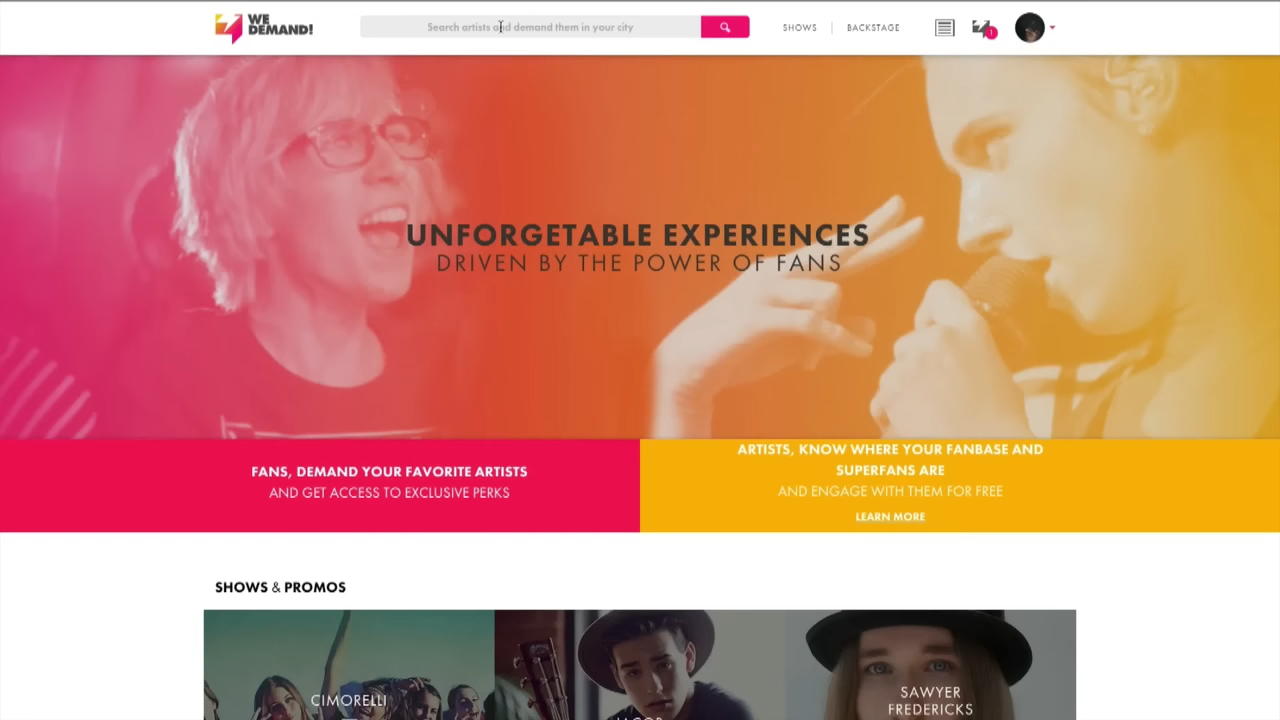 WE
DEMAND!
Search artists and demand them in your city
SHOWS
BACKSTAGE
1
UNFORGETABLE EXPERIENCES
DRIVEN BY THE POWER OF FANS
FANS, DEMAND YOUR FAVORITE ARTISTS
AND GET ACCESS TO EXCLUSIVE PERKS
ARTISTS, KNOW WHERE YOUR FANBASE AND
SUPERFANS ARE
AND ENGAGE WITH THEM FOR FREE
LEARN MORE
SHOWS & PROMOS
CIMORELLI
JACOB
SAWYER
FREDERICKS